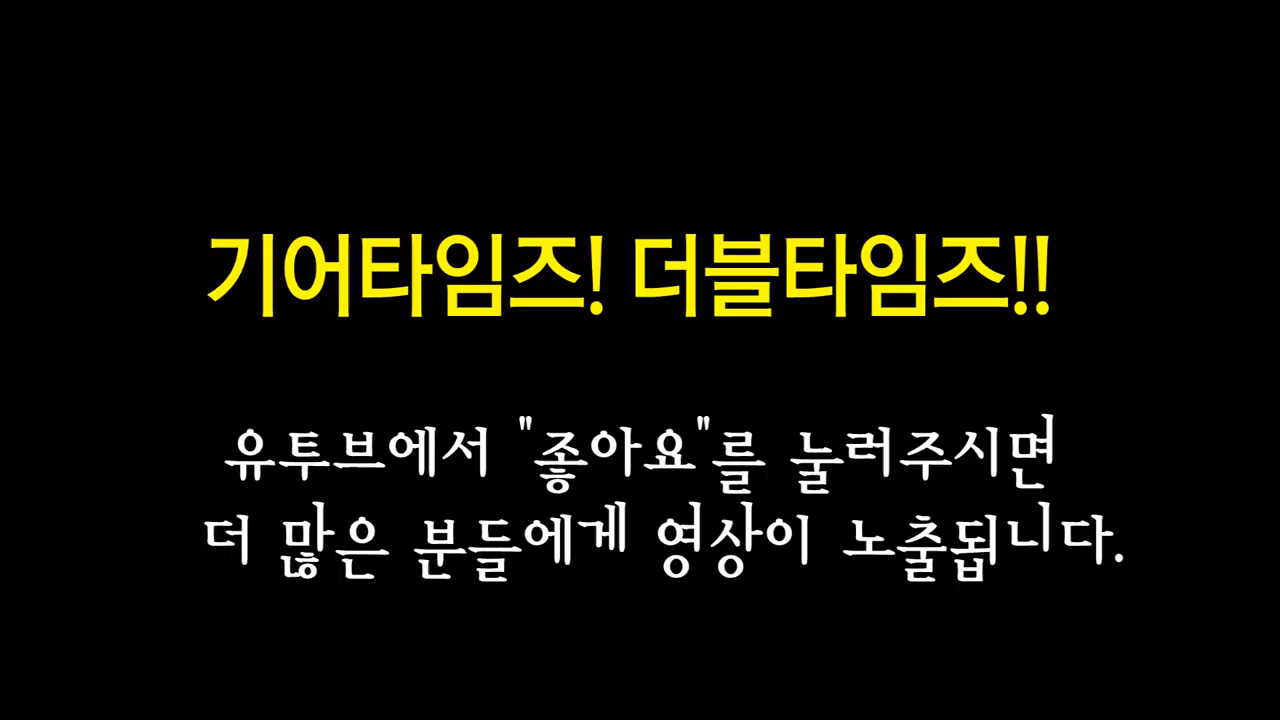 기어타임즈! 더블타임즈!!
유투브에서 "좋아요"를 눌러주시면
더 많은 분들에게 영상이 노출됩니다.